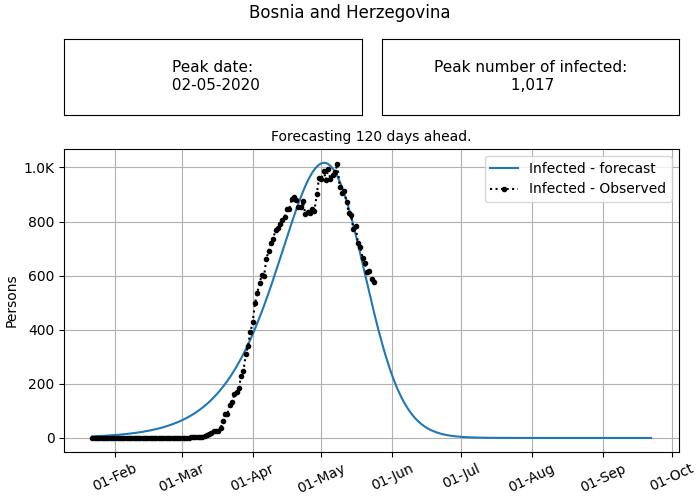 Bosnia and Herzegovina
Peak date:
02-05-2020
Peak number of infected:
1,017
Forecasting 120 days ahead.
Infected - forecast
Infected - Observed
Persons
1.0K
800
600
400
200
0
01-Feb
01-Mar
01-Apr
01-May
01-Jun
01-Jul
01-Aug
01-Sep
01-Oct